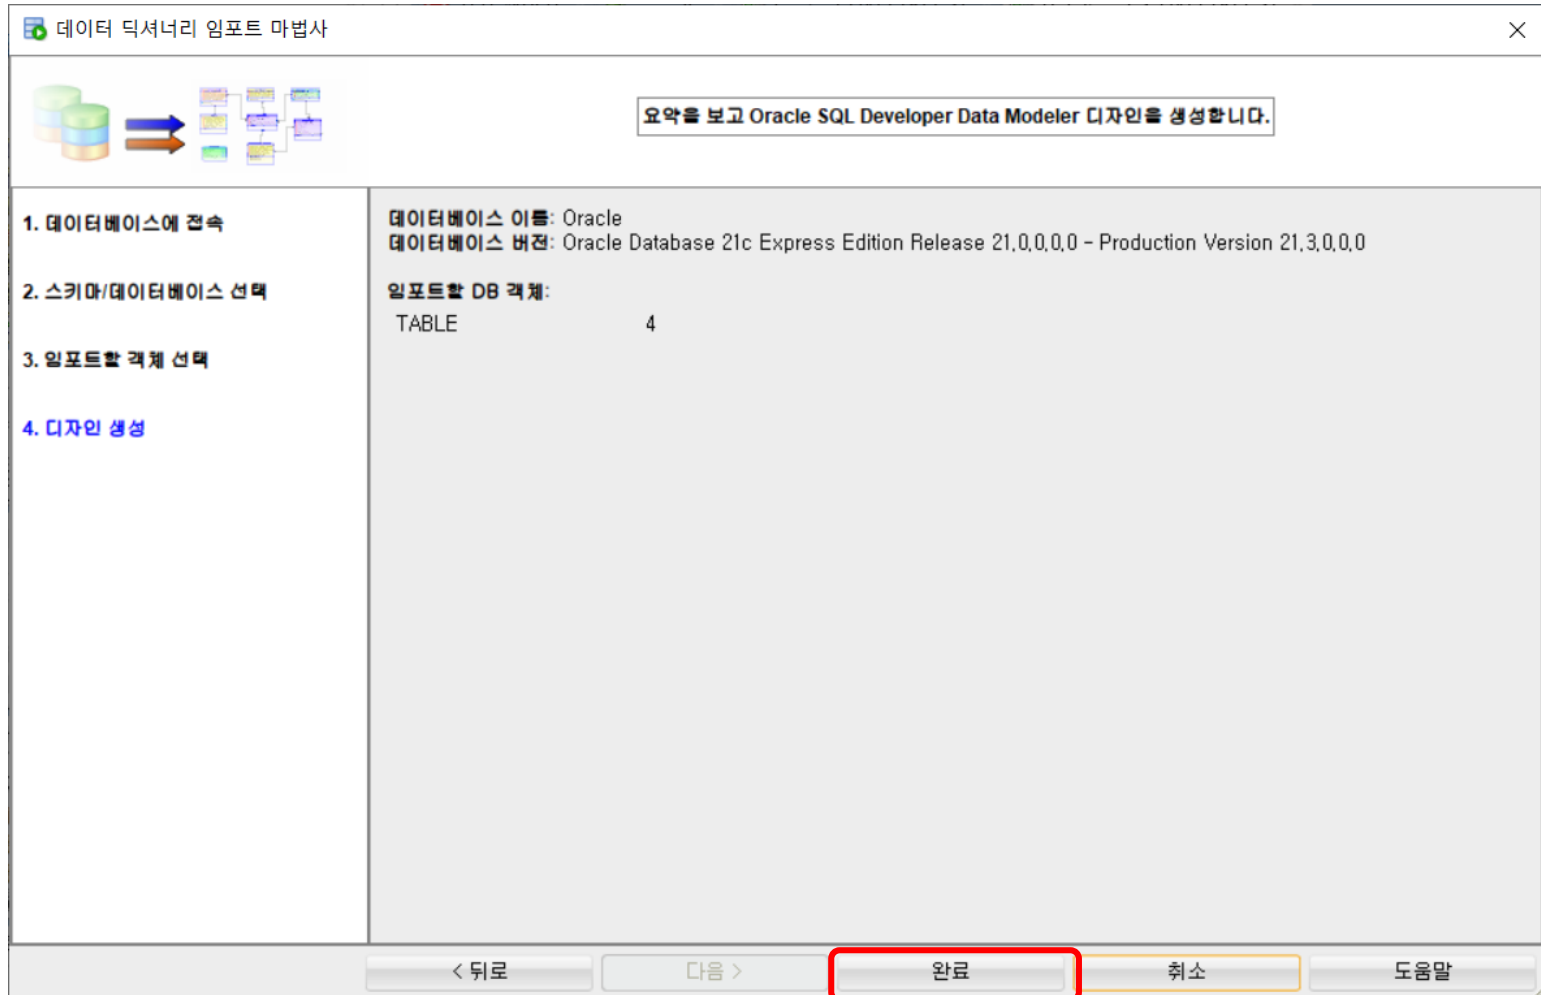 데이터 딕셔너리 임포트 마법사
요약을 보고 Oracle SQL Developer Data Modeler 디자인을 생성합니다.
1. 데이터베이스에 접속
2. 스키마/데이터베이스 선택
3. 임포트할 객체 선택
4. 디자인 생성
데이터베이스 이름: Oracle
데이터베이스 버전: Oracle Database 21c Express Edition Release 21.0.0.0.0 - Production Version 21.3.0.0.0
임포트할 DB 객체:
TABLE 4
< 뒤로 다음 > 완료 취소 도움말